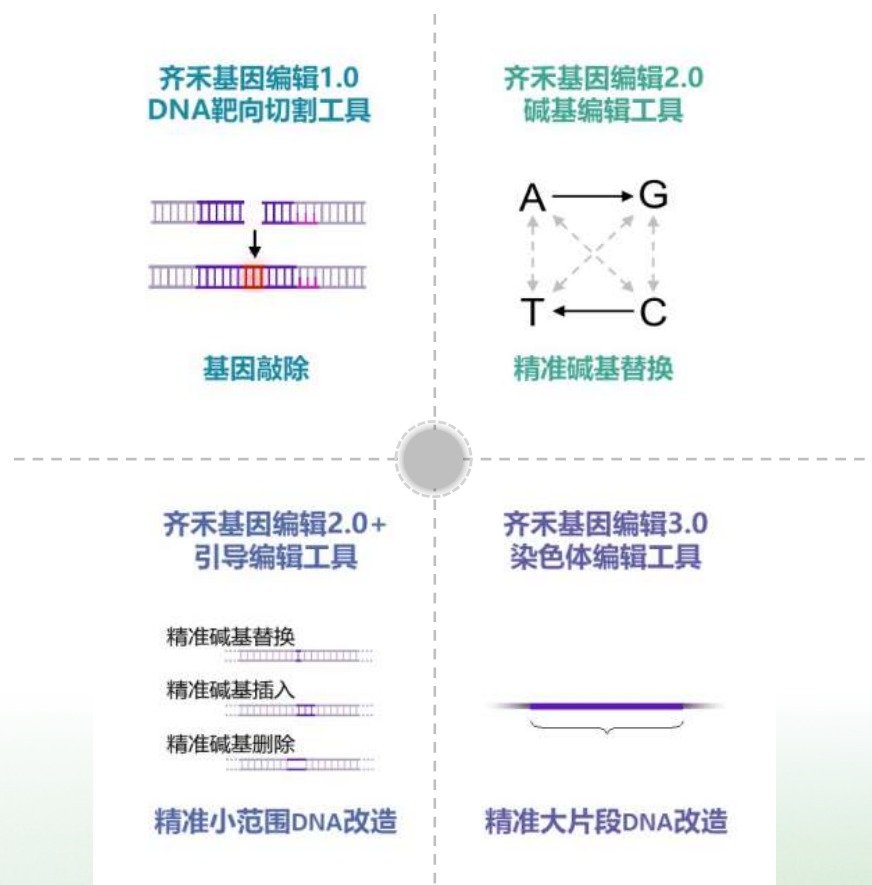 齐禾基因编辑1.0
DNA靶向切割工具
基因敲除
齐禾基因编辑2.0
碱基编辑工具
A
G
T
C
精准碱基替换
齐禾基因编辑2.0+
引导编辑工具
精准碱基替换
精准碱基插入
精准碱基删除
精准小范围DNA改造
齐禾基因编辑3.0
染色体编辑工具
精准大片段DNA改造